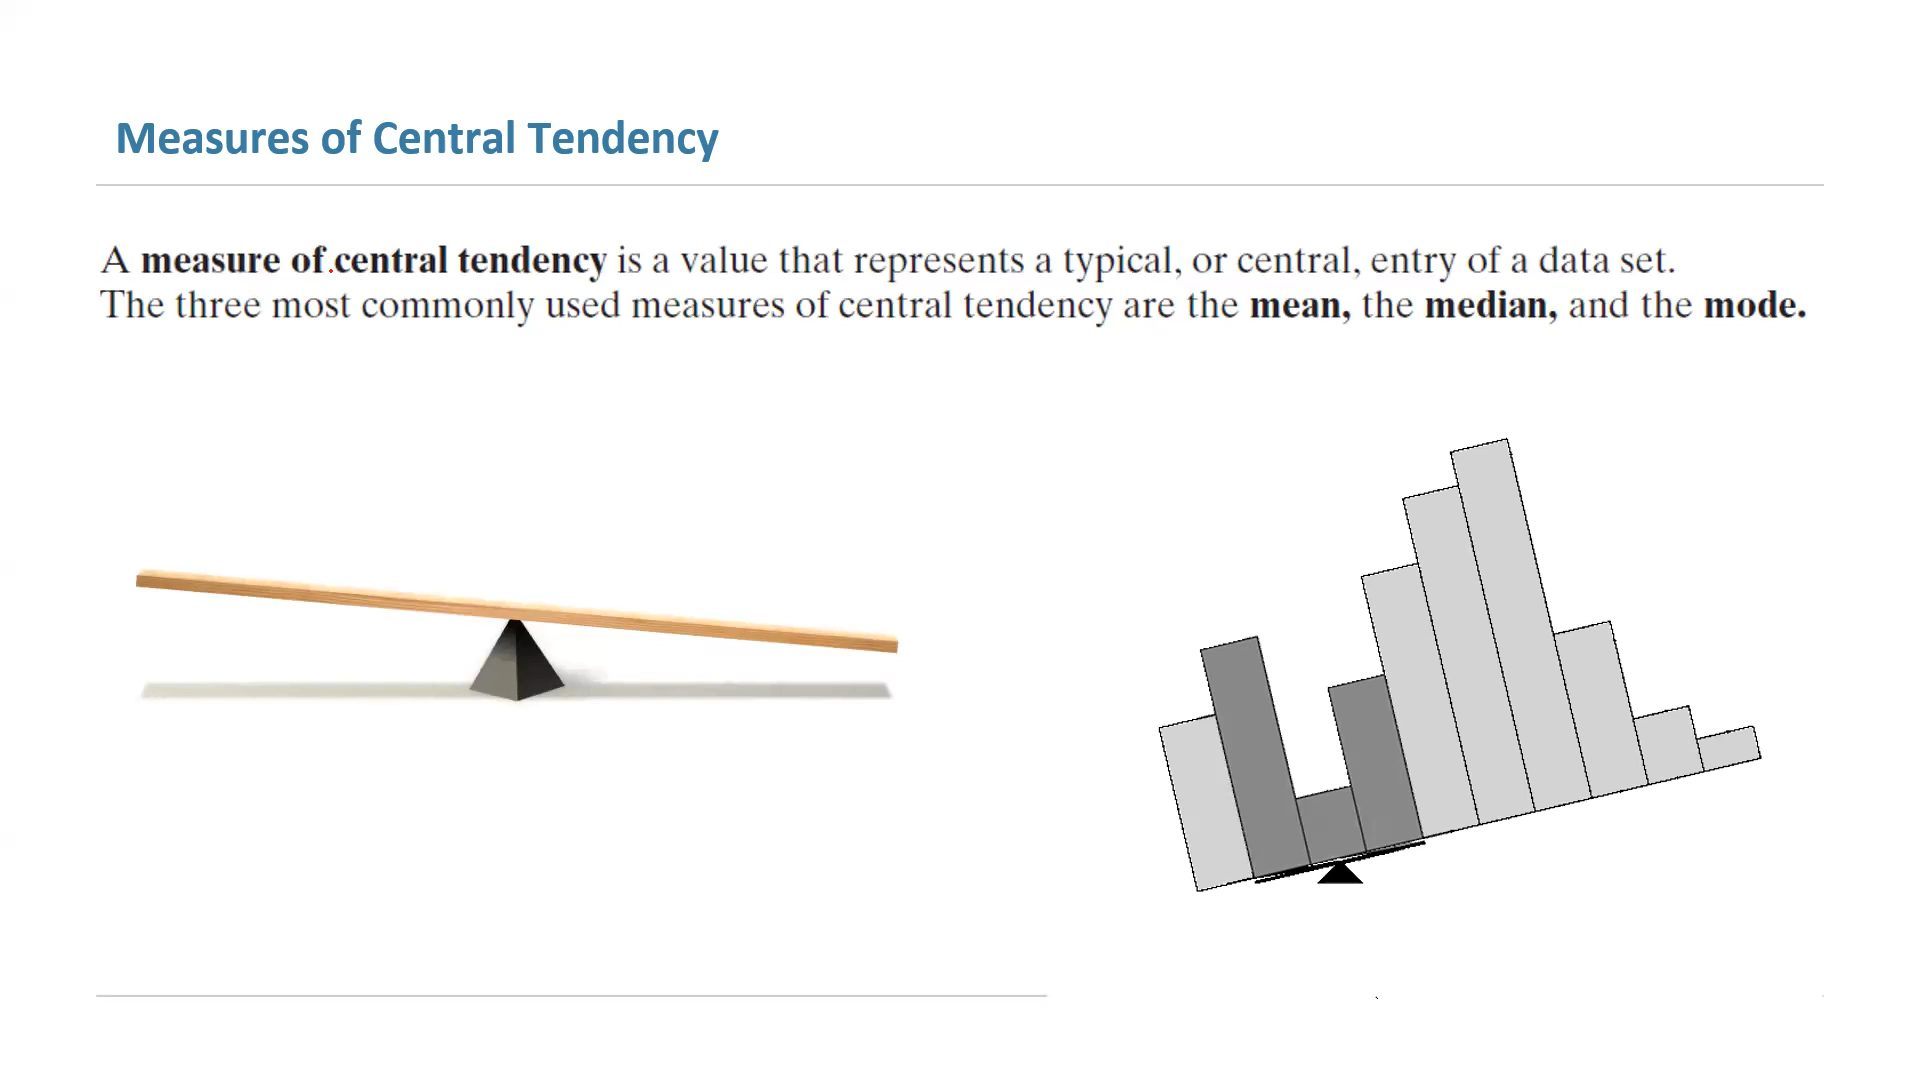 Measures of Central Tendency
A measure of central tendency is a value that represents a typical, or central, entry of a data set.
The three most commonly used measures of central tendency are the mean, the median, and the mode.